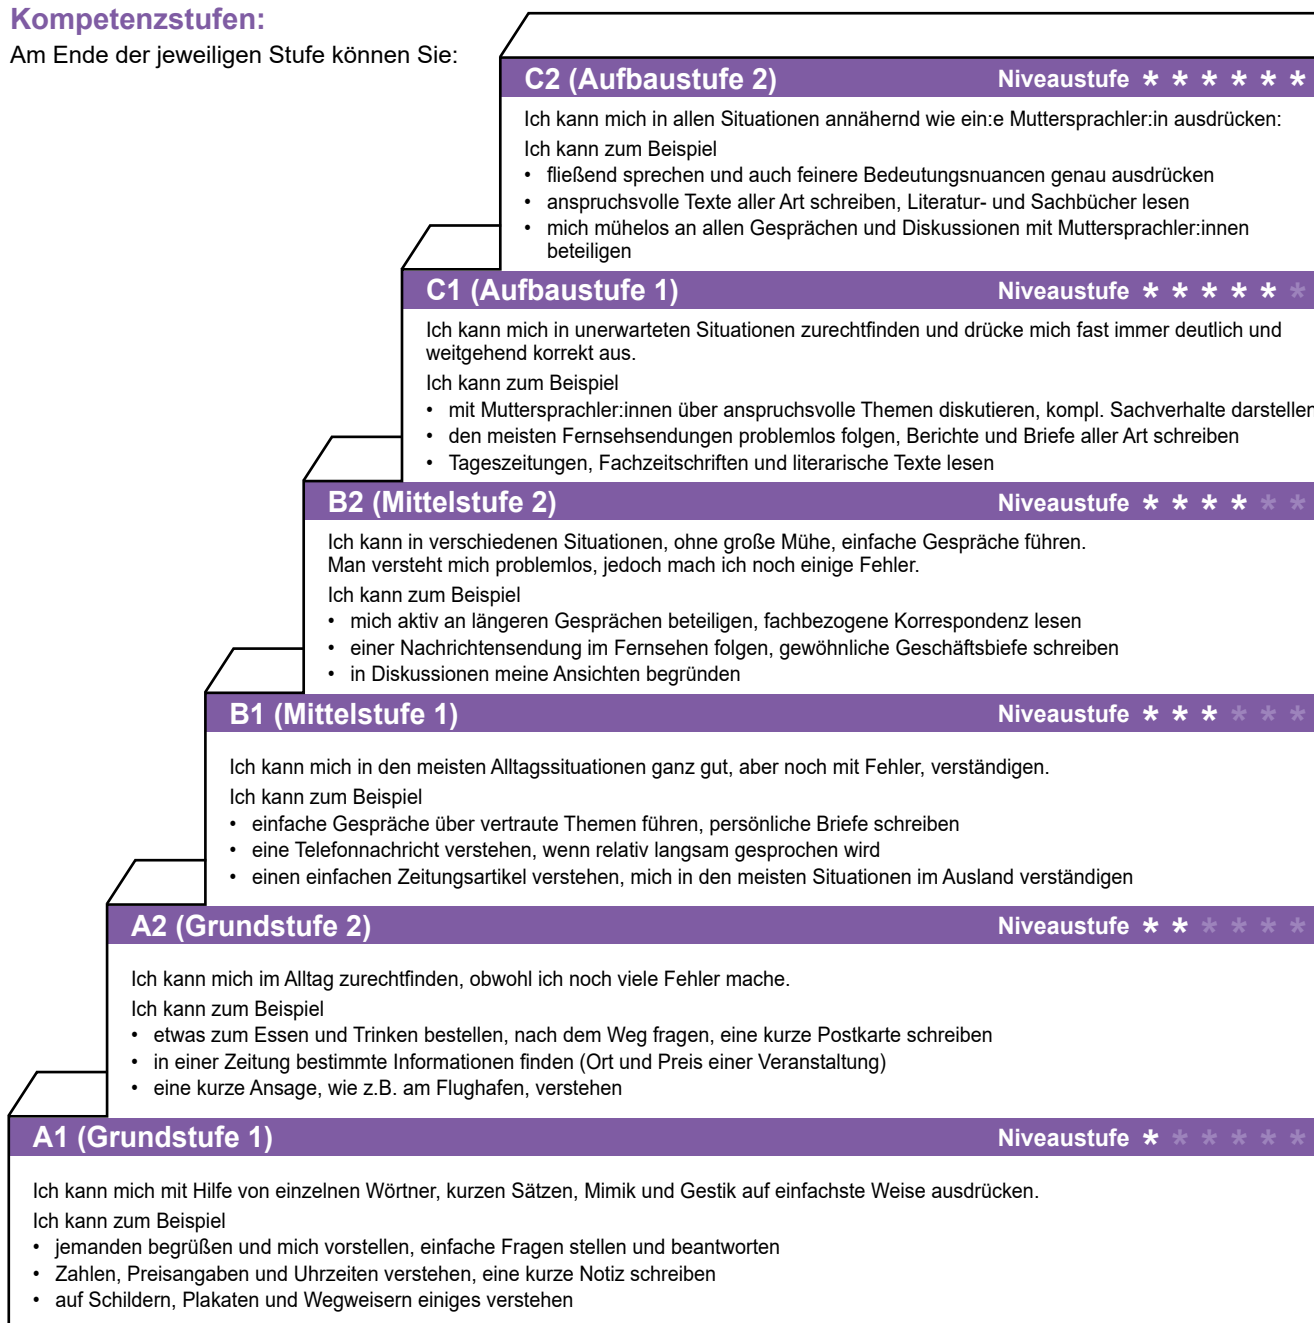 Kompetenzstufen:
Am Ende der jeweiligen Stufe können Sie:
C2 (Aufbaustufe 2) Niveaustufe * * * * * *
Ich kann mich in allen Situationen annähernd wie ein:e Muttersprachler:in ausdrücken:
Ich kann zum Beispiel
• fließend sprechen und auch feinere Bedeutungsnuancen genau ausdrücken
• anspruchsvolle Texte aller Art schreiben, Literatur- und Sachbücher lesen
• mich mühelos an allen Gesprächen und Diskussionen mit Muttersprachler:innen
beteiligen
C1 (Aufbaustufe 1) Niveaustufe * * * * * *
Ich kann mich in unerwarteten Situationen zurechtfinden und drücke mich fast immer deutlich und
weitgehend korrekt aus.
Ich kann zum Beispiel
• mit Muttersprachler:innen über anspruchsvolle Themen diskutieren, kompl. Sachverhalte darstellen
• den meisten Fernsehsendungen problemlos folgen, Berichte und Briefe aller Art schreiben
• Tageszeitungen, Fachzeitschriften und literarische Texte lesen
B2 (Mittelstufe 2) Niveaustufe * * * * * *
Ich kann in verschiedenen Situationen, ohne große Mühe, einfache Gespräche führen.
Man versteht mich problemlos, jedoch mach ich noch einige Fehler.
Ich kann zum Beispiel
• mich aktiv an längeren Gesprächen beteiligen, fachbezogene Korrespondenz lesen
• einer Nachrichtensendung im Fernsehen folgen, gewöhnliche Geschäftsbiefe schreiben
• in Diskussionen meine Ansichten begründen
B1 (Mittelstufe 1) Niveaustufe * * * * * *
Ich kann mich in den meisten Alltagssituationen ganz gut, aber noch mit Fehler, verständigen.
Ich kann zum Beispiel
• einfache Gespräche über vertraute Themen führen, persönliche Briefe schreiben
• eine Telefonnachricht verstehen, wenn relativ langsam gesprochen wird
• einen einfachen Zeitungsartikel verstehen, mich in den meisten Situationen im Ausland verständigen
A2 (Grundstufe 2) Niveaustufe * * * * * *
Ich kann mich im Alltag zurechtfinden, obwohl ich noch viele Fehler mache.
Ich kann zum Beispiel
• etwas zum Essen und Trinken bestellen, nach dem Weg fragen, eine kurze Postkarte schreiben
• in einer Zeitung bestimmte Informationen finden (Ort und Preis einer Veranstaltung)
• eine kurze Ansage, wie z.B. am Flughafen, verstehen
A1 (Grundstufe 1) Niveaustufe * * * * * *
Ich kann mich mit Hilfe von einzelnen Wörtner, kurzen Sätzen, Mimik und Gestik auf einfachste Weise ausdrücken.
Ich kann zum Beispiel
• jemanden begrüßen und mich vorstellen, einfache Fragen stellen und beantworten
• Zahlen, Preisangaben und Uhrzeiten verstehen, eine kurze Notiz schreiben
• auf Schildern, Plakaten und Wegweisern einiges verstehen